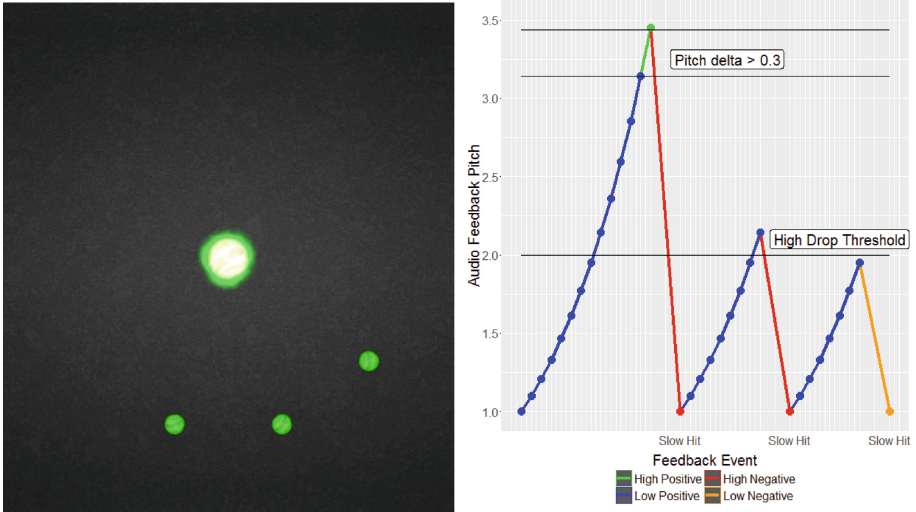 3.5
Pitch delta > 0.3
3.0
Audio Feedback Pitch
2.5
High Drop Threshold
2.0
1.5
1.0
Slow Hit Slow Hit Slow Hit
Feedback Event
High Positive High Negative
Low Positive Low Negative